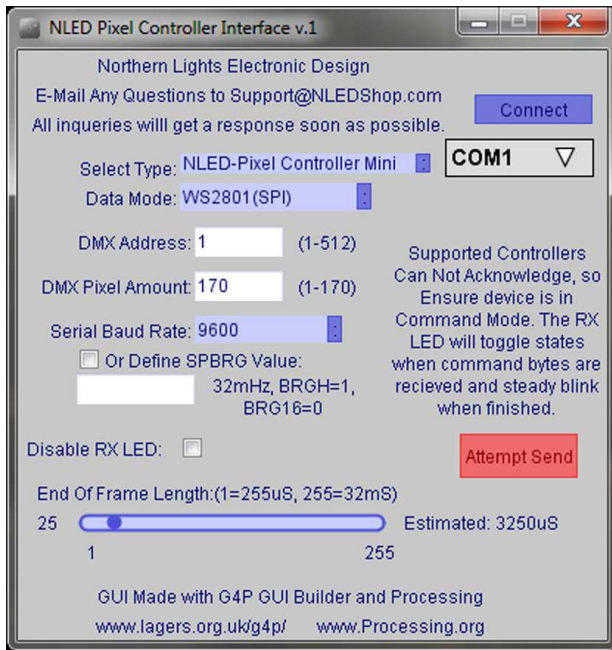 NLED Pixel Controller Interface v.1
Northern Lights Electronic Design
E-Mail Any Questions to Support@NLEDShop.com
All inqueries willl get a response soon as possible.
Connect
COM1
Select Type: NLED-Pixel Controller Mini :
Data Mode: WS2801(SPI) :
DMX Address: 1 (1-512)
DMX Pixel Amount: 170 (1-170)
Serial Baud Rate: 9600 :
Or Define SPBRG Value:
32mHz, BRGH=1,
BRG16=0
Supported Controllers
Can Not Acknowledge, so
Ensure device is in
Command Mode. The RX
LED will toggle states
when command bytes are
recieved and steady blink
when finished.
Disable RX LED:
Attempt Send
End Of Frame Length:(1=255uS, 255=32mS)
25 Estimated: 3250uS
1 255
GUI Made with G4P GUI Builder and Processing
www.lagers.org.uk/g4p/ www.Processing.org